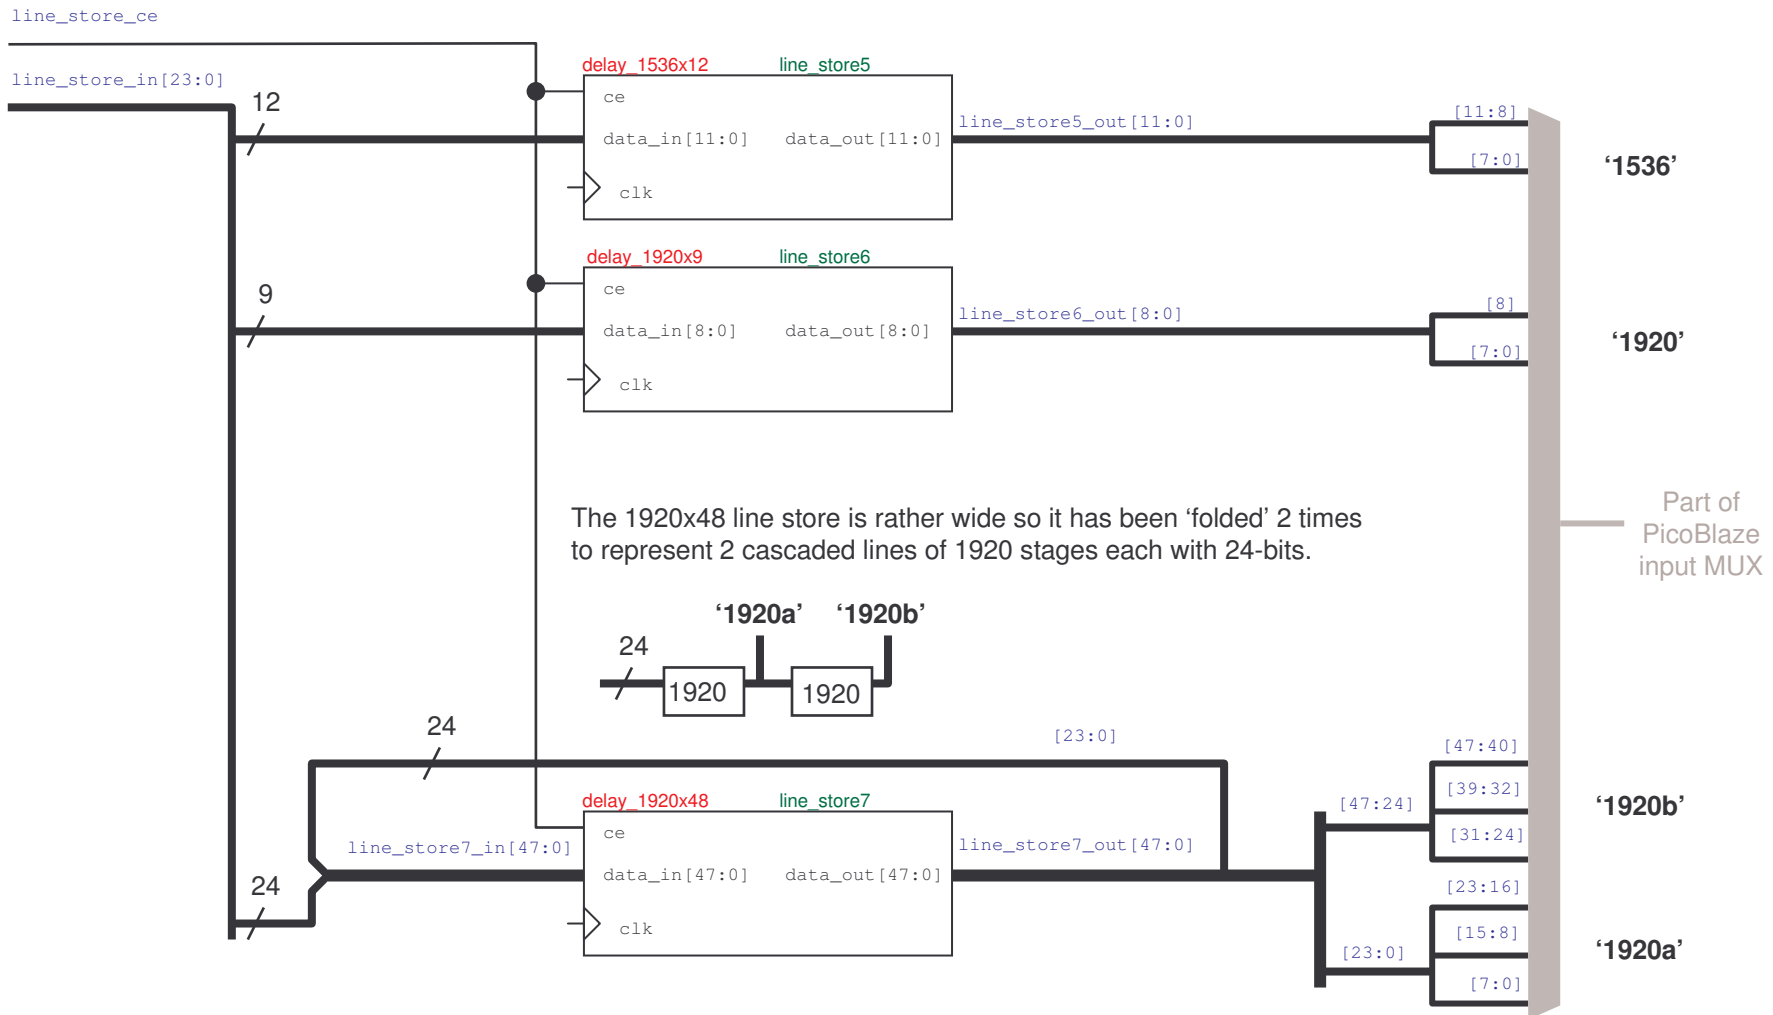 line_store_ce
line_store_in[23:0]
12
delay_1536x12 line_store5
ce
data_in[11:0] data_out[11:0]
clk
line_store5_out[11:0]
[11:8]
[7:0]
‘1536’
9
delay_1920x9 line_store6
ce
data_in[8:0] data_out[8:0]
clk
line_store6_out[8:0]
[8]
[7:0]
‘1920’
The 1920x48 line store is rather wide so it has been ‘folded’ 2 times
to represent 2 cascaded lines of 1920 stages each with 24-bits.
Part of
PicoBlaze
input MUX
‘1920a’ ‘1920b’
24
1920 1920
24
[23:0]
delay_1920x48 line_store7
ce
line_store7_in[47:0]
data_in[47:0] data_out[47:0]
clk
line_store7_out[47:0]
24
[47:24]
[47:40]
[39:32]
[31:24]
‘1920b’
[23:0]
[23:16]
[15:8]
[7:0]
‘1920a’